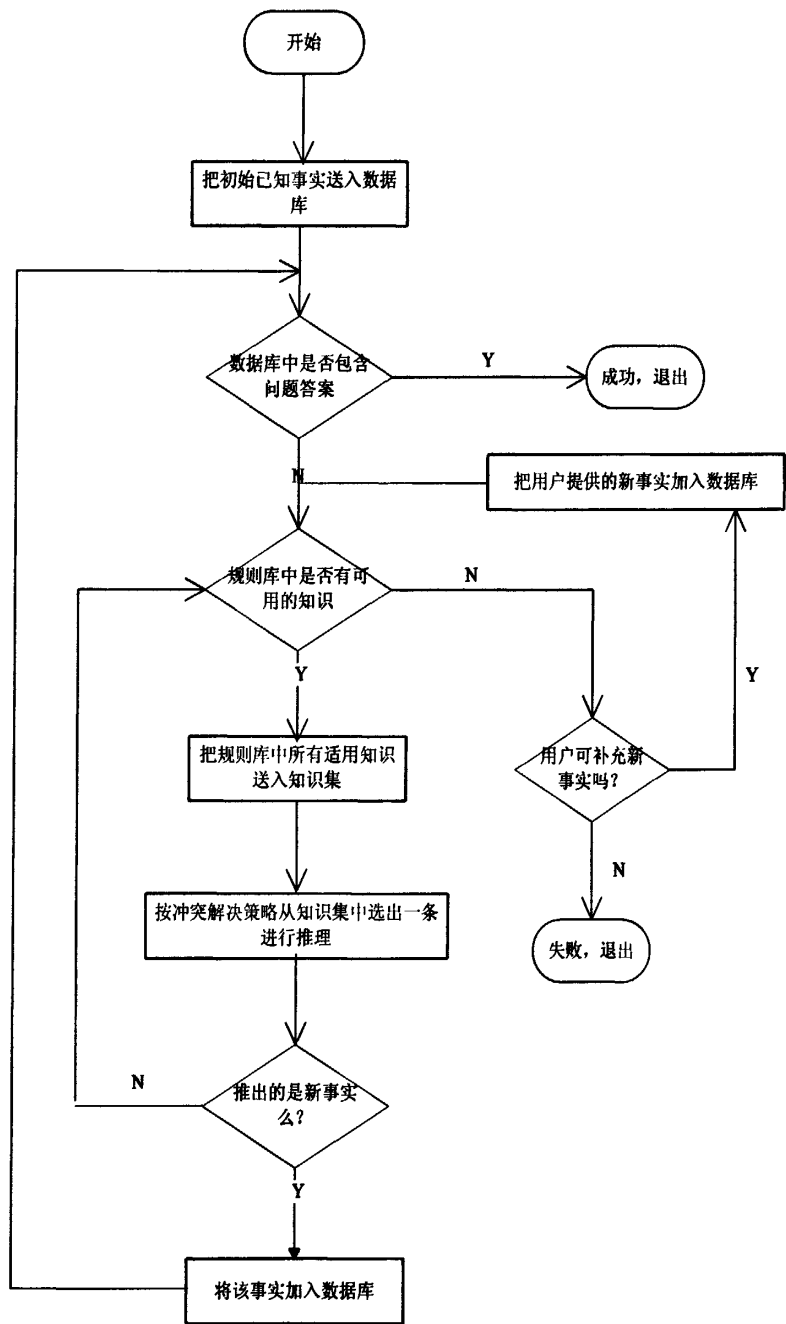 开始
把初始已知事实送入数据
库
数据库中是否包含
问题答案
Y
成功，退出
N
把用户提供的新事实加入数据库
规则库中是否有可
用的知识
N
Y
Y
把规则库中所有适用知识
送入知识集
用户可补充新
事实吗？
N
按冲突解决策略从知识集中选出一条
进行推理
失败，退出
N
推出的是新事实
么？
Y
将该事实加入数据库